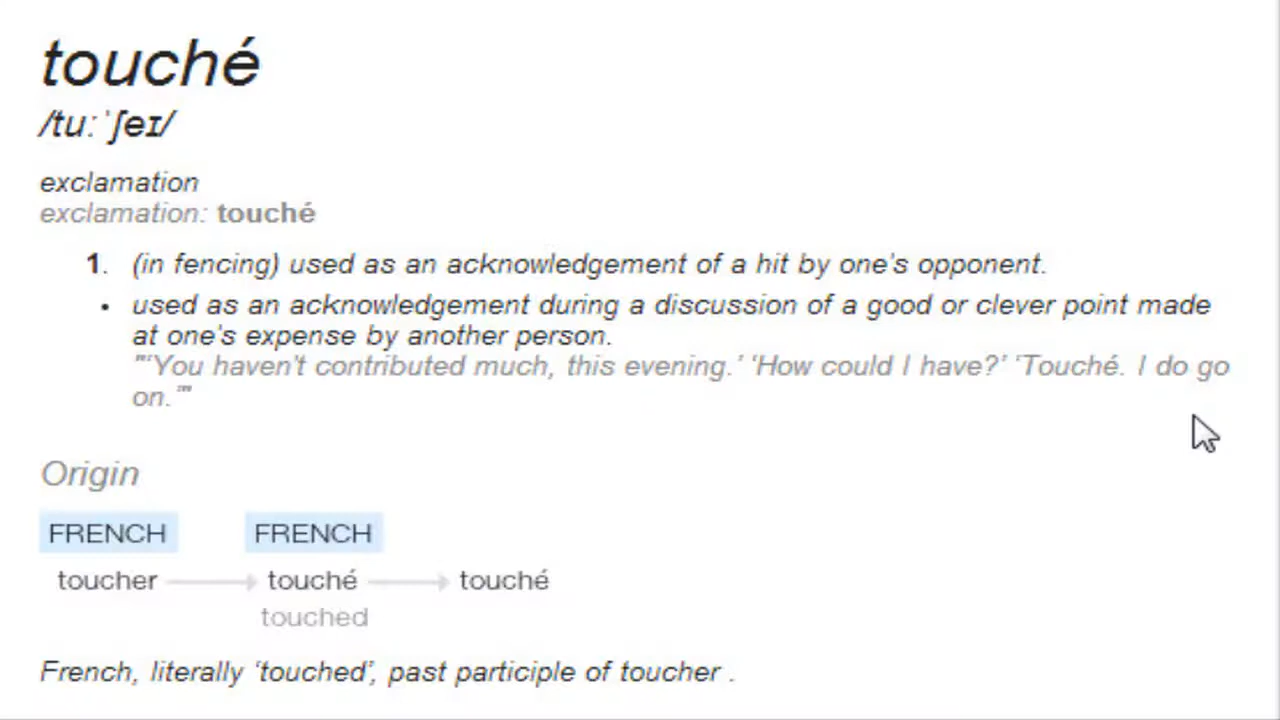 touché
/tuːˈʃeɪ/
exclamation
exclamation: touché
1. (in fencing) used as an acknowledgement of a hit by one's opponent.
• used as an acknowledgement during a discussion of a good or clever point made
at one's expense by another person.
"‘You haven't contributed much, this evening.’ ‘How could I have?’ ‘Touché. I do go
on.’"
Origin
FRENCH FRENCH
toucher touché touché
touched
French, literally ‘touched’, past participle of toucher .